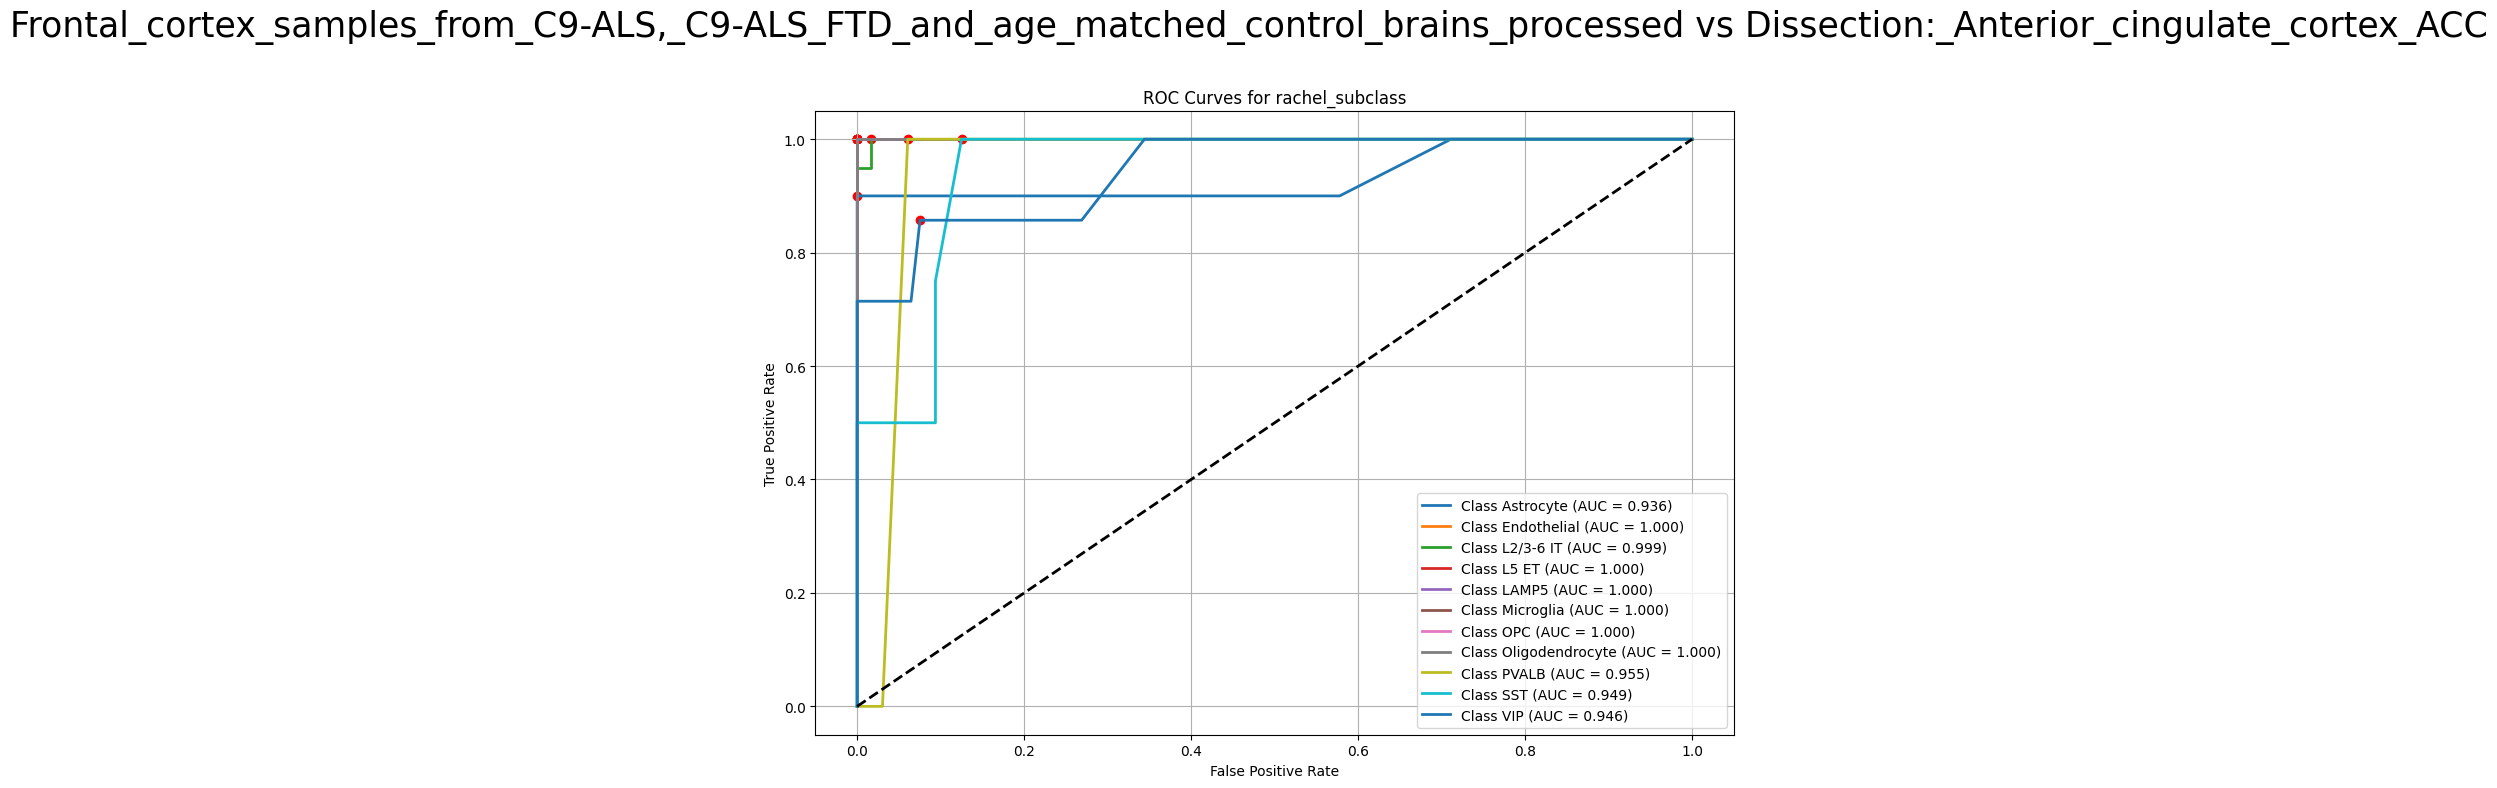 Frontal_cortex_samples_from_C9-ALS,_C9-ALS_FTD_and_age_matched_control_brains_processed vs Dissection:_Anterior_cingulate_cortex_ACC
ROC Curves for rachel_subclass
True Positive Rate
1.0
0.8
0.6
0.4
0.2
0.0
Class Astrocyte (AUC = 0.936)
Class Endothelial (AUC = 1.000)
Class L2/3-6 IT (AUC = 0.999)
Class L5 ET (AUC = 1.000)
Class LAMP5 (AUC = 1.000)
Class Microglia (AUC = 1.000)
Class OPC (AUC = 1.000)
Class Oligodendrocyte (AUC = 1.000)
Class PVALB (AUC = 0.955)
Class SST (AUC = 0.949)
Class VIP (AUC = 0.946)
0.0 0.2 0.4 0.6 0.8 1.0
False Positive Rate